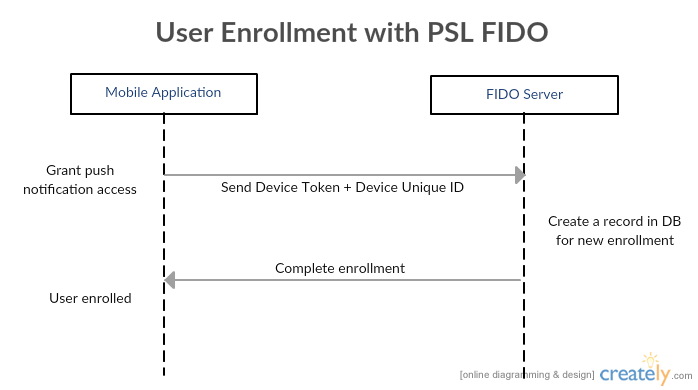 User Enrollment with PSL FIDO
Mobile Application
FIDO Server
Grant push
notification access
Send Device Token + Device Unique ID
Create a record in DB
for new enrollment
Complete enrollment
User enrolled
[online diagramming & design] creately.com